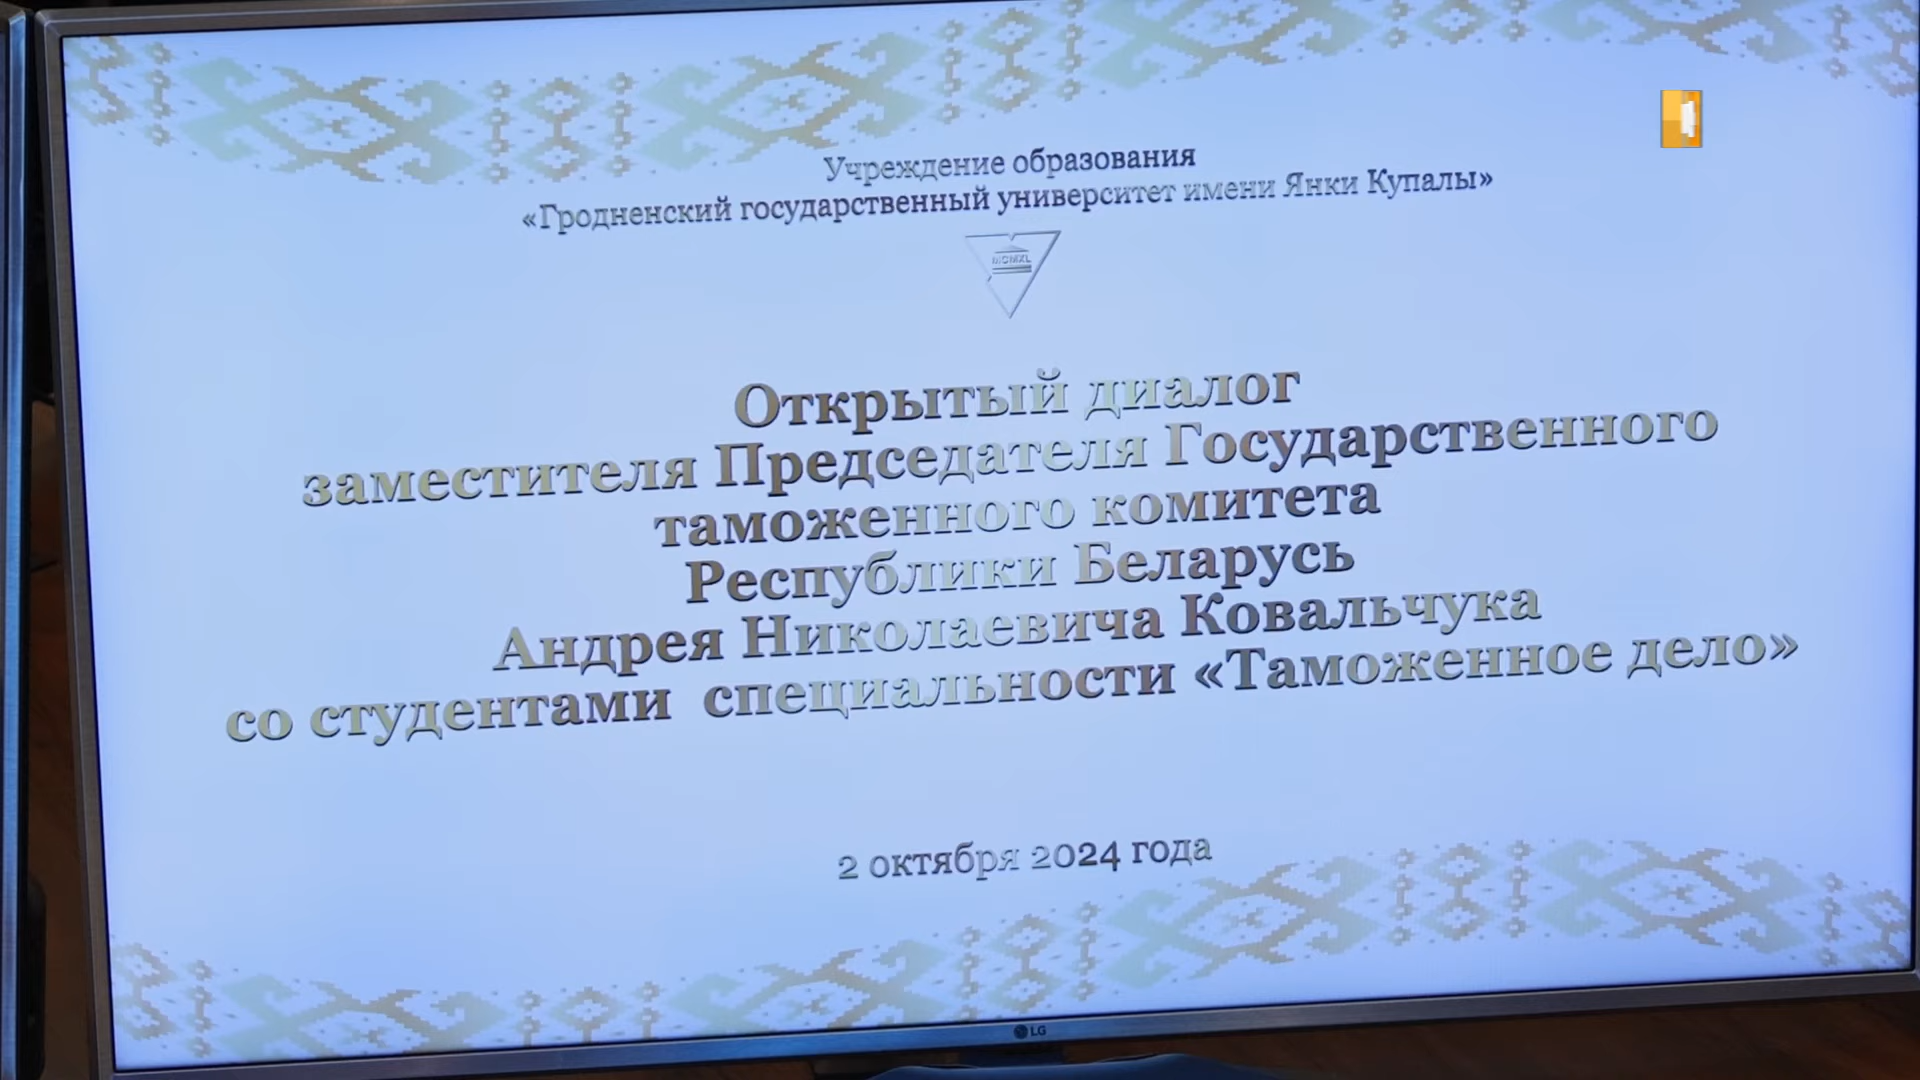 Учреждение образования
«Гродненский государственный университет имени Янки Купалы»
MCMXL
Открытый диалог
заместителя Председателя Государственного
таможенного комитета
Республики Беларусь
Андрея Николаевича Ковальчука
со студентами специальности «Таможенное дело»
2 октября 2024 года
LG